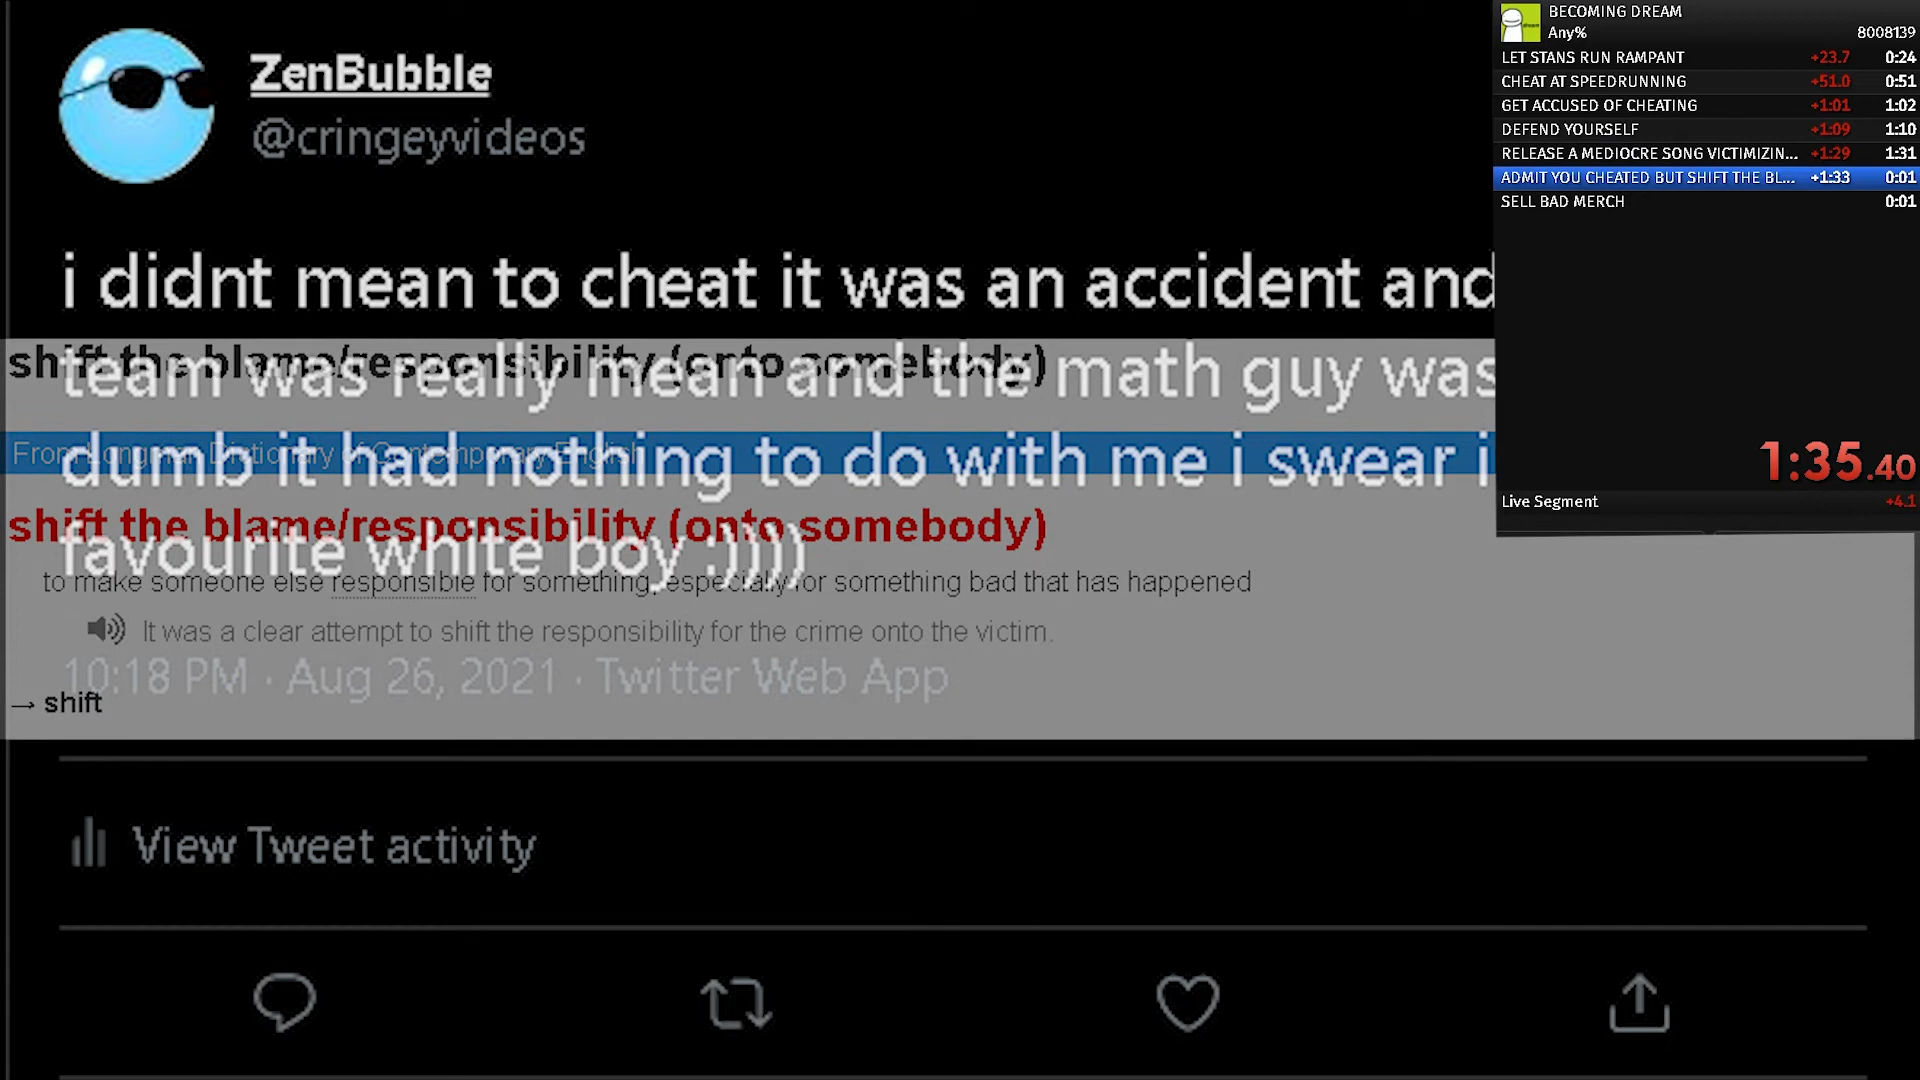 ZenBubble
@cringeyvideos
i didnt mean to cheat it was an accident and
team was really mean and the math guy was
dumb it had nothing to do with me i swear i
favourite white boy :))))
10:18 PM · Aug 26, 2021 · Twitter Web App
View Tweet activity
shift the blame/responsibility (onto somebody)
From Longman Dictionary of Contemporary English
shift the blame/responsibility (onto somebody)
to make someone else responsible for something, especially for something bad that has happened
It was a clear attempt to shift the responsibility for the crime onto the victim.
→ shift
BECOMING DREAM
Any% 8008139
LET STANS RUN RAMPANT +23.7 0:24
CHEAT AT SPEEDRUNNING +51.0 0:51
GET ACCUSED OF CHEATING +1:01 1:02
DEFEND YOURSELF +1:09 1:10
RELEASE A MEDIOCRE SONG VICTIMIZIN... +1:29 1:31
ADMIT YOU CHEATED BUT SHIFT THE BL... +1:33 0:01
SELL BAD MERCH 0:01
1:35.40
Live Segment +4.1